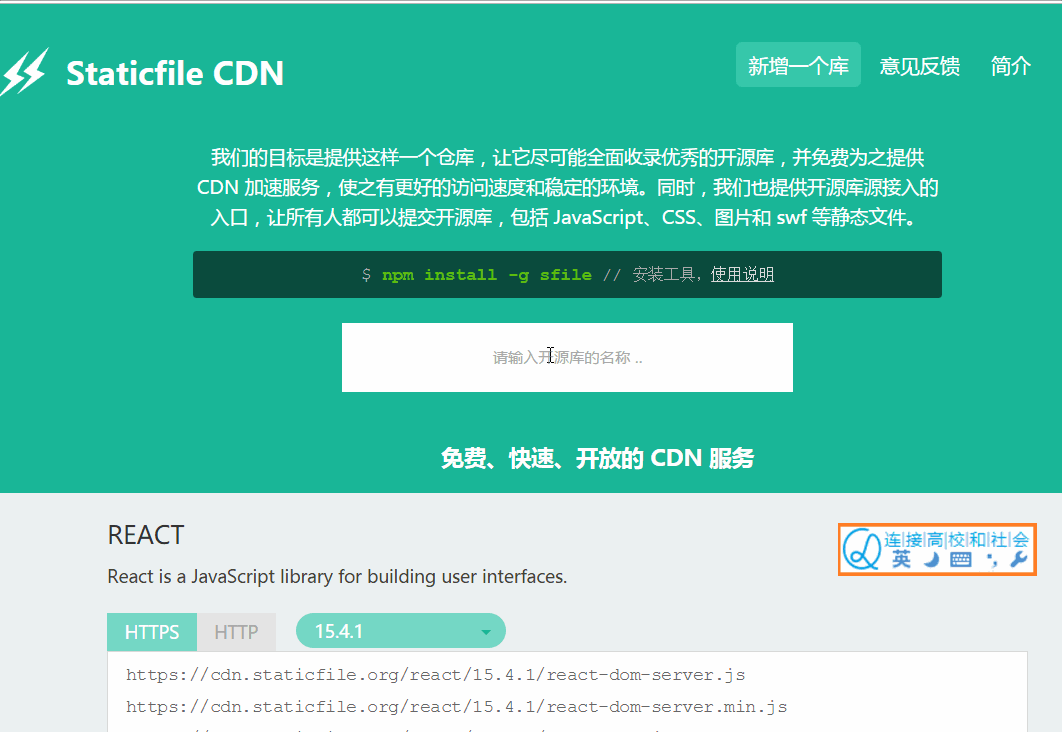 Staticfile CDN
新增一个库 意见反馈 简介
我们的目标是提供这样一个仓库，让它尽可能全面收录优秀的开源库，并免费为之提供
CDN 加速服务，使之有更好的访问速度和稳定的环境。同时，我们也提供开源库源接入的
入口，让所有人都可以提交开源库，包括 JavaScript、CSS、图片和 swf 等静态文件。
$ npm install -g sfile // 安装工具，使用说明
请输入开源库的名称 ..
免费、快速、开放的 CDN 服务
REACT
连|接|高|校|和|社|会
英
React is a JavaScript library for building user interfaces.
HTTPS HTTP 15.4.1
https://cdn.staticfile.org/react/15.4.1/react-dom-server.js
https://cdn.staticfile.org/react/15.4.1/react-dom-server.min.js